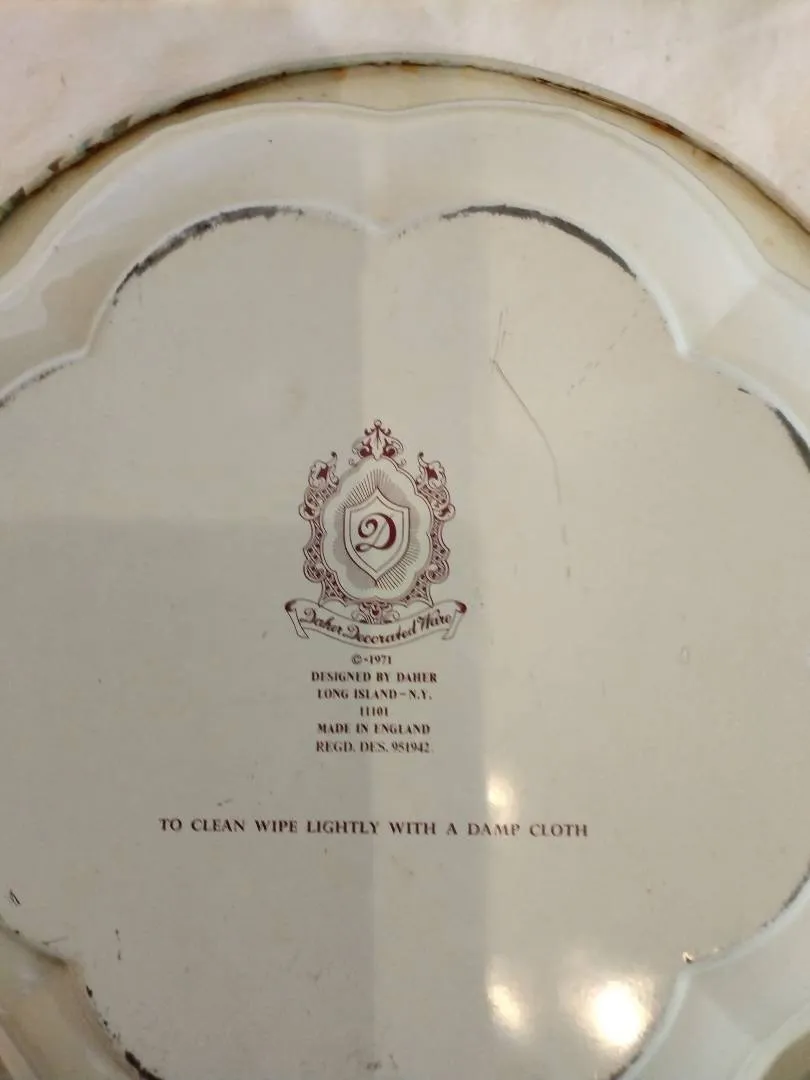 D
Daher Decorated Ware
©-1971
DESIGNED BY DAHER
LONG ISLAND-N.Y.
11101
MADE IN ENGLAND
REGD. DES. 951942
TO CLEAN WIPE LIGHTLY WITH A DAMP CLOTH